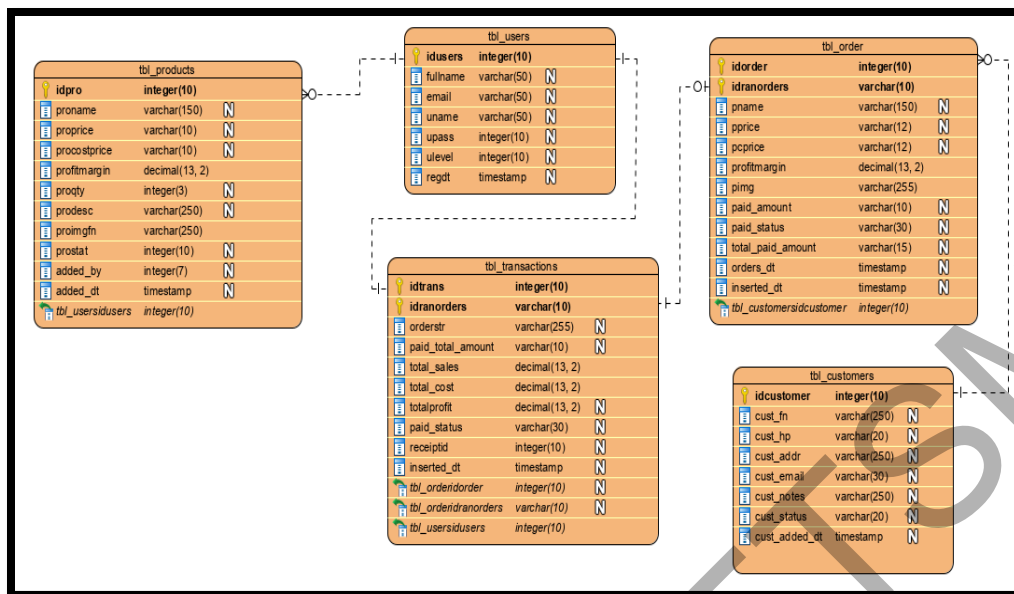 tbl_products
idpro integer(10)
proname varchar(150) N
proprice varchar(10) N
procostprice varchar(10) N
profitmargin decimal(13, 2)
proqty integer(3) N
prodesc varchar(250) N
proimgfn varchar(250)
prostat integer(10) N
added_by integer(7) N
added_dt timestamp N
tbl_usersidusers integer(10)
tbl_users
idusers integer(10)
fullname varchar(50) N
email varchar(50) N
uname varchar(50) N
upass integer(10) N
ulevel integer(10) N
regdt timestamp N
tbl_transactions
idtrans integer(10)
idranorders varchar(10)
orderstr varchar(255) N
paid_total_amount varchar(10) N
total_sales decimal(13, 2)
total_cost decimal(13, 2)
totalprofit decimal(13, 2) N
paid_status varchar(30) N
receiptid integer(10) N
inserted_dt timestamp N
tbl_orderidorder integer(10) N
tbl_orderidranorders varchar(10) N
tbl_usersidusers integer(10)
tbl_order
idorder integer(10)
idranorders varchar(10)
pname varchar(150) N
pprice varchar(12) N
pcprice varchar(12) N
profitmargin decimal(13, 2)
pimg varchar(255)
paid_amount varchar(10) N
paid_status varchar(30) N
total_paid_amount varchar(15) N
orders_dt timestamp N
inserted_dt timestamp N
tbl_customersidcustomer integer(10)
tbl_customers
idcustomer integer(10)
cust_fn varchar(250) N
cust_hp varchar(20) N
cust_addr varchar(250) N
cust_email varchar(30) N
cust_notes varchar(250) N
cust_status varchar(20) N
cust_added_dt timestamp N